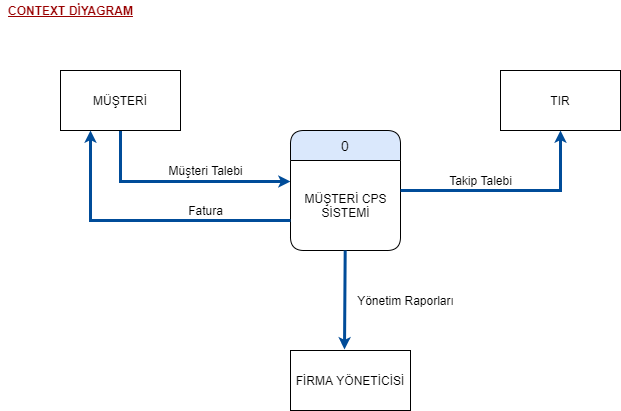 CONTEXT DİYAGRAM
MÜŞTERİ
TIR
0
Müşteri Talebi
Takip Talebi
MÜŞTERİ CPS
SİSTEMİ
Fatura
Yönetim Raporları
FİRMA YÖNETİCİSİ